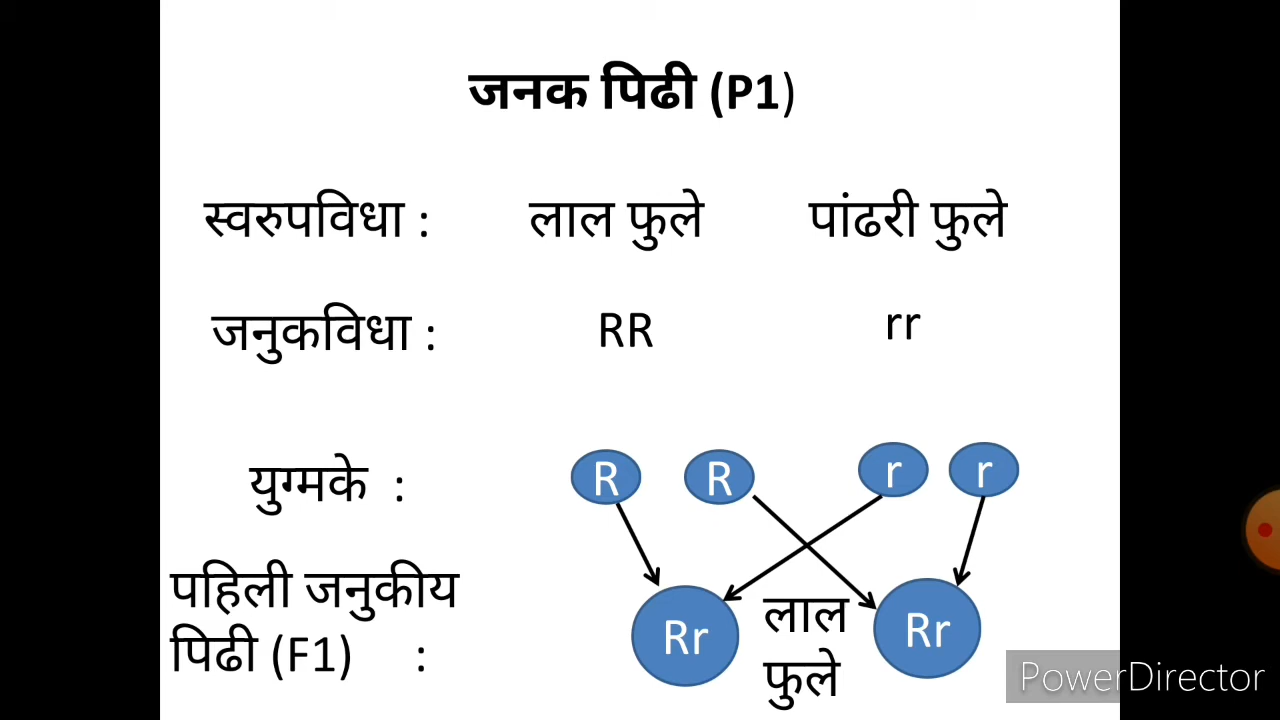 जनक पिढी (P1)
स्वरुपविधा : लाल फुले पांढरी फुले
जनुकविधा : RR rr
युग्मके : R R r r
पहिली जनुकीय
पिढी (F1) :
Rr लाल फुले Rr
PowerDirector